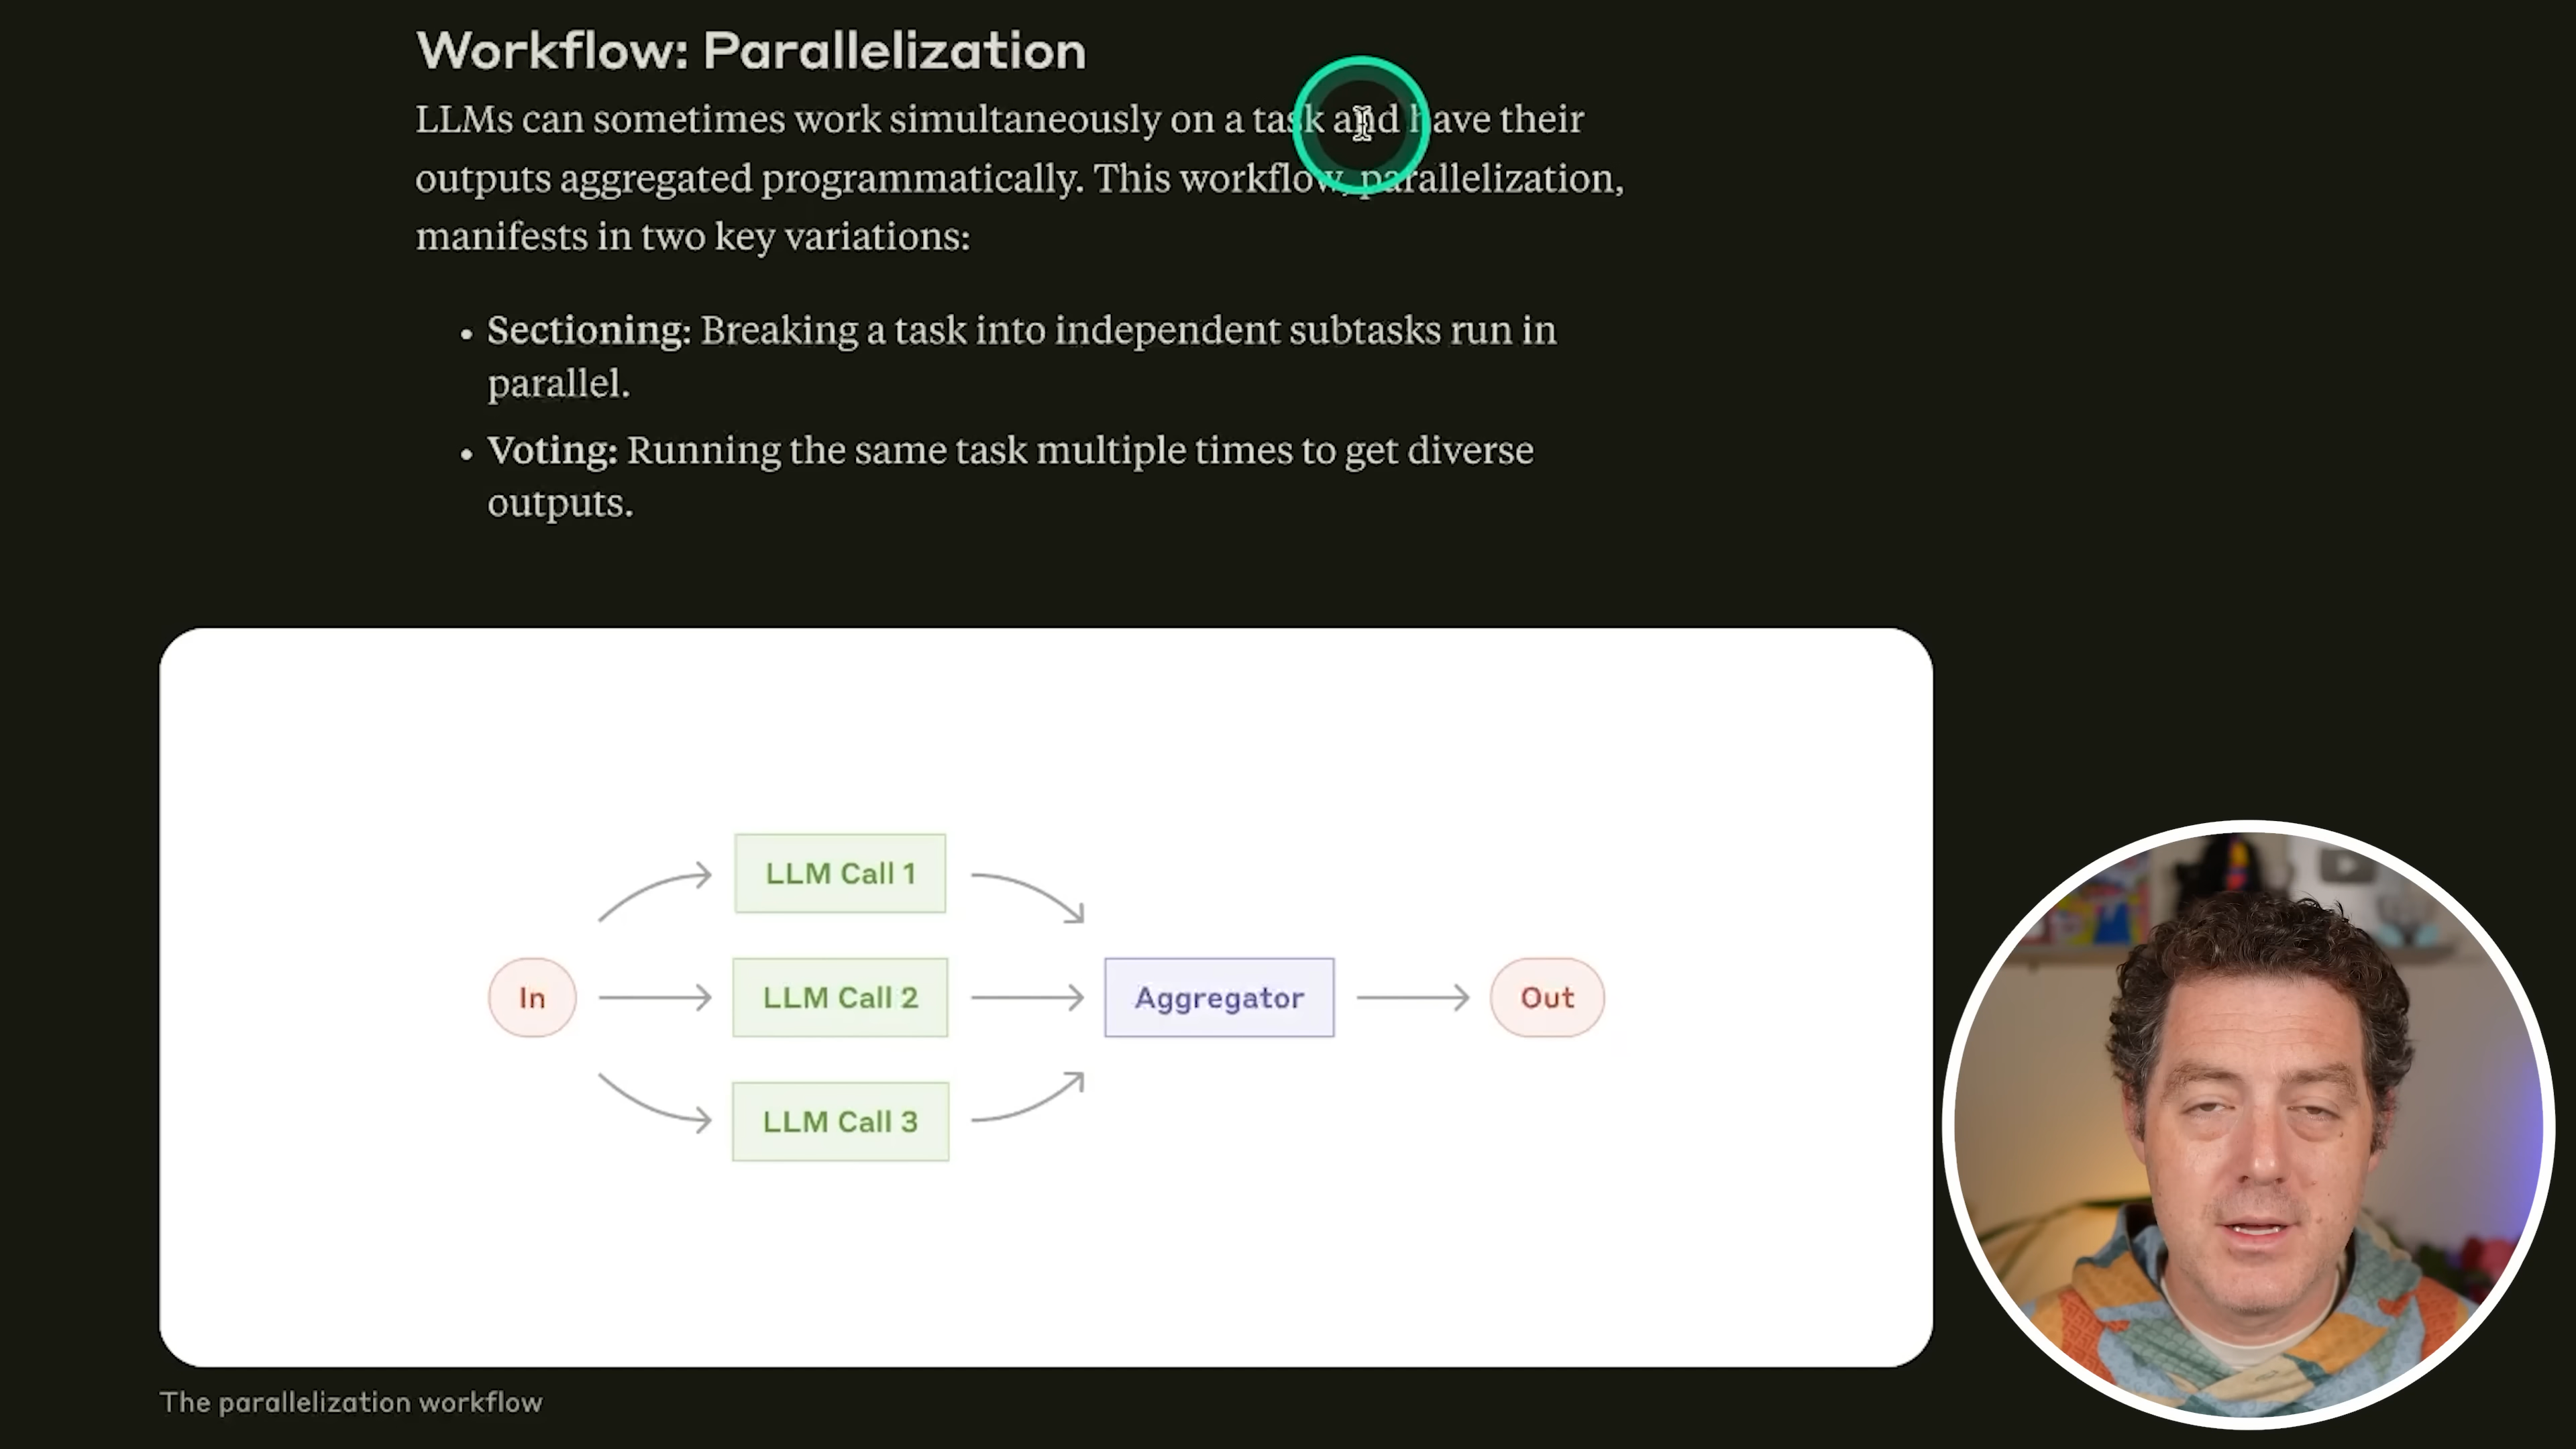 Workflow: Parallelization
LLMs can sometimes work simultaneously on a task and have their
outputs aggregated programmatically. This workflow, parallelization,
manifests in two key variations:
• Sectioning: Breaking a task into independent subtasks run in
parallel.
• Voting: Running the same task multiple times to get diverse
outputs.
LLM Call 1
In
LLM Call 2
Aggregator
Out
LLM Call 3
The parallelization workflow